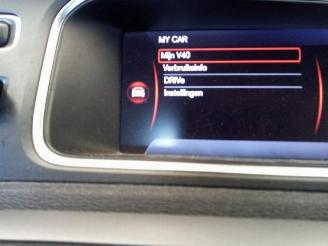 MY CAR
Mijn V40
Verbruiksinfo
DRIVe
Instellingen